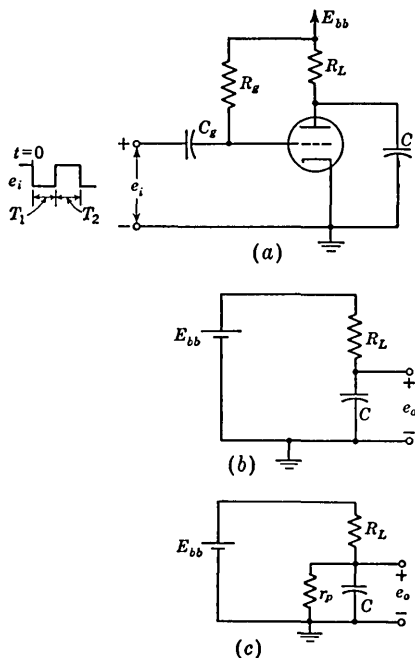 E_bb
R_g
R_L
C_g
C
t=0
e_i
T_1
T_2
+
e_i
−
(a)
E_bb
R_L
+
C
e_o
−
(b)
R_L
E_bb
+
r_p
C
e_o
−
(c)